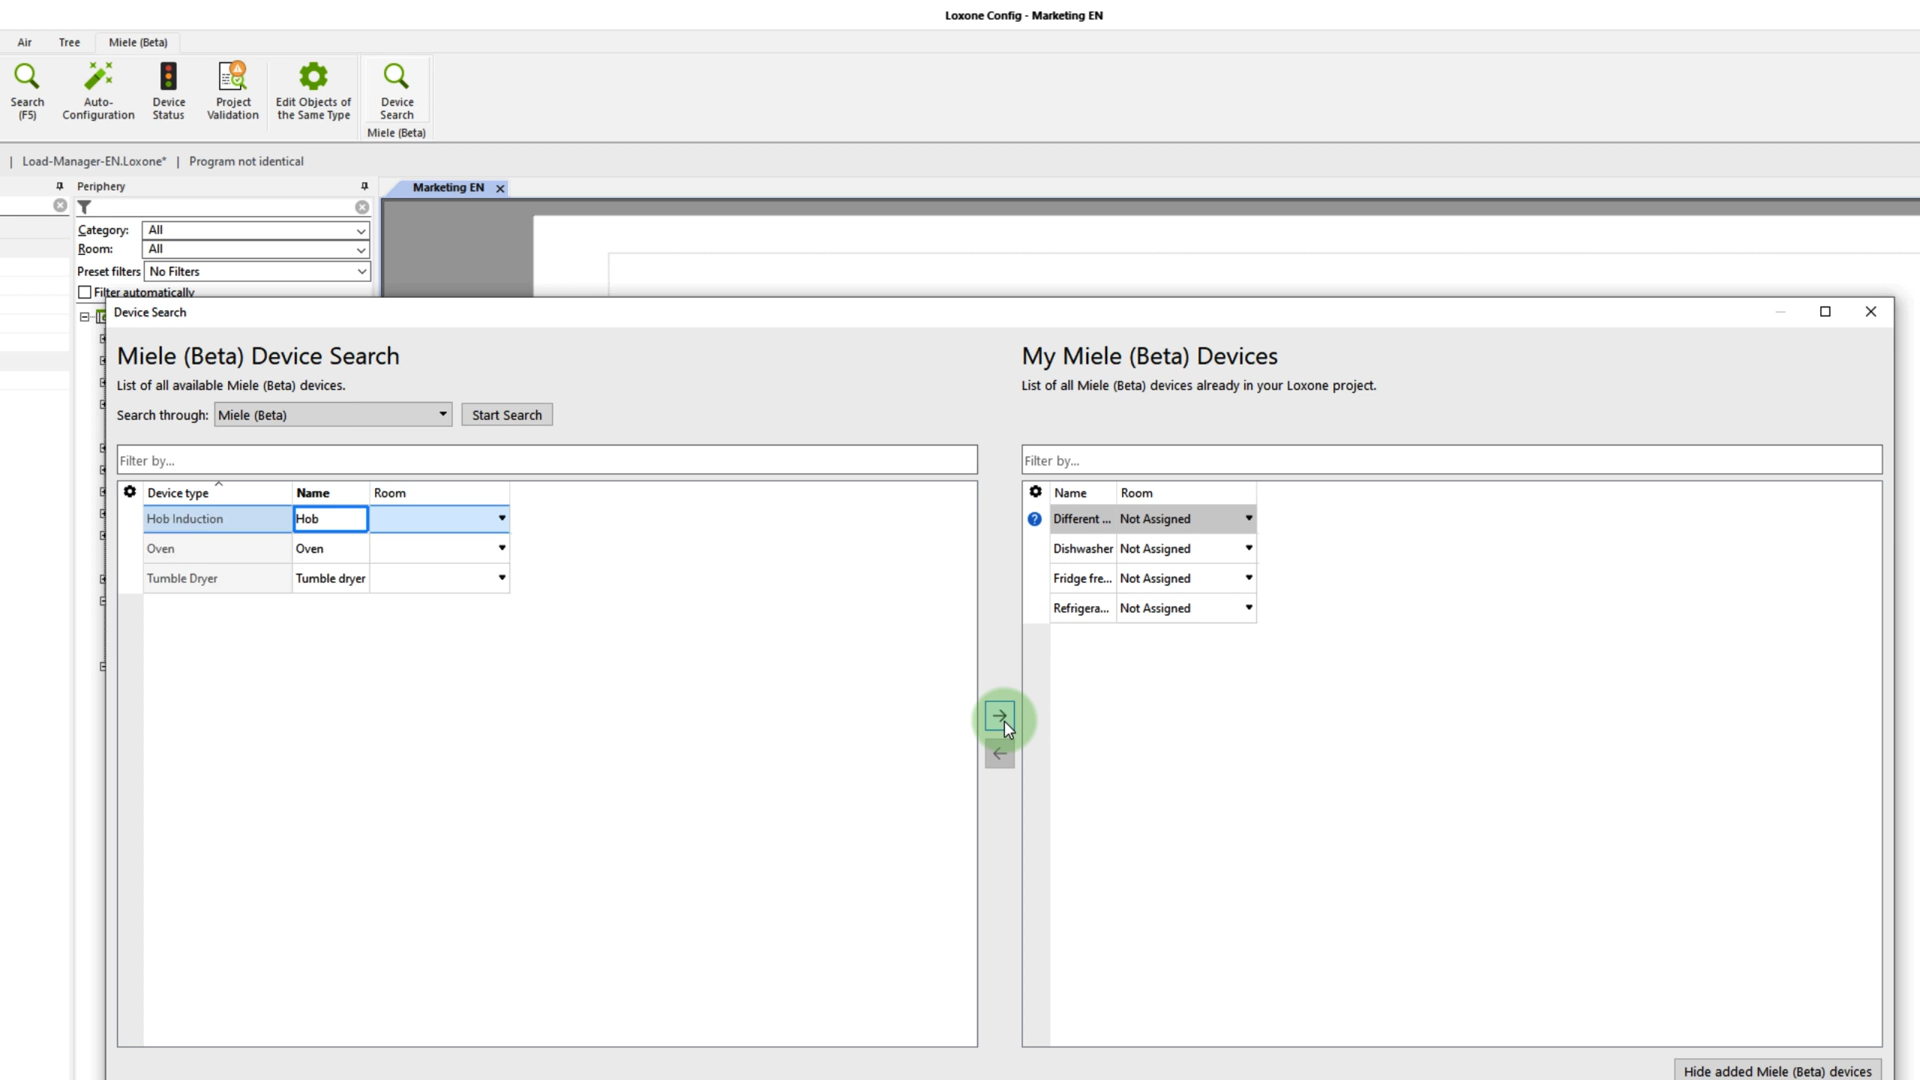 Loxone Config - Marketing EN
Air
Tree
Miele (Beta)
Search
(F5)
Auto-
Configuration
Device
Status
Project
Validation
Edit Objects of
the Same Type
Device
Search
Miele (Beta)
| Load-Manager-EN.Loxone* | Program not identical
Periphery
Marketing EN
Category: All
Room: All
Preset filters No Filters
Filter automatically
Device Search
Miele (Beta) Device Search
List of all available Miele (Beta) devices.
Search through: Miele (Beta) Start Search
Filter by...
Device type Name Room
Hob Induction Hob
Oven Oven
Tumble Dryer Tumble dryer
My Miele (Beta) Devices
List of all Miele (Beta) devices already in your Loxone project.
Filter by...
Name Room
Different ... Not Assigned
Dishwasher Not Assigned
Fridge fre... Not Assigned
Refrigera... Not Assigned
Hide added Miele (Beta) devices